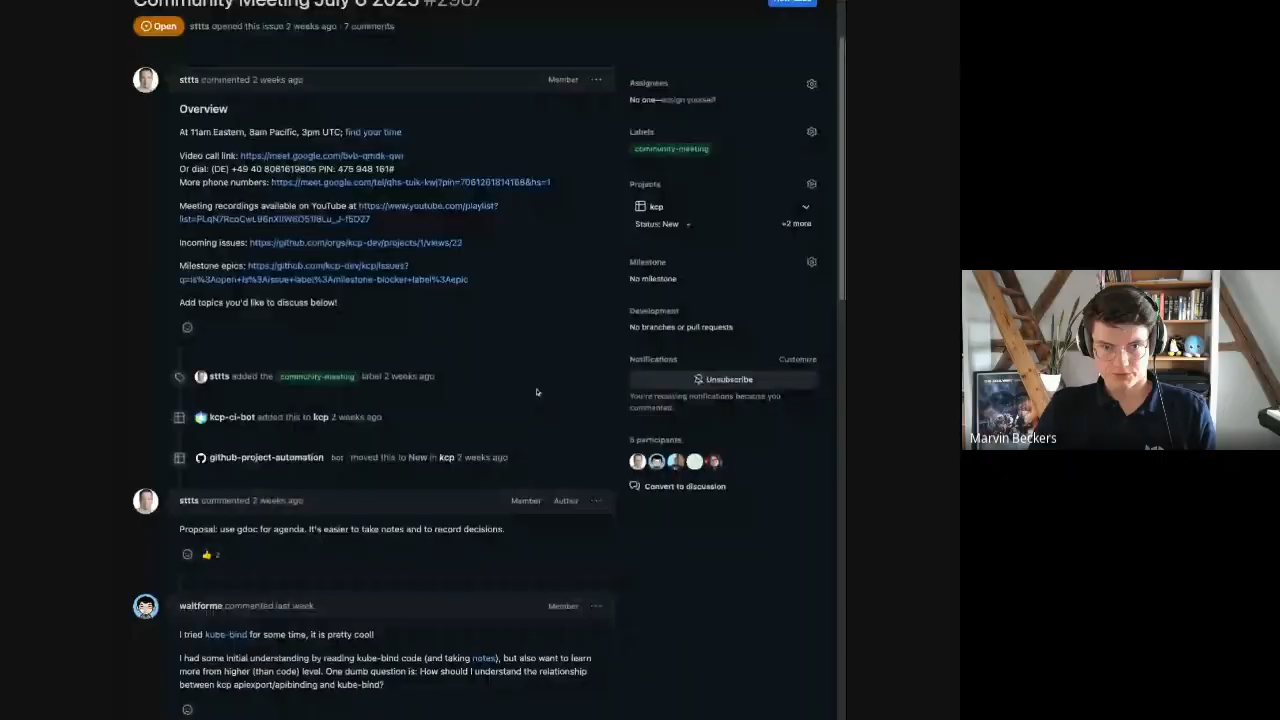 Community Meeting July 6 2023 #2987
Open
sttts opened this issue 2 weeks ago · 7 comments
sttts commented 2 weeks ago
Member
Overview
At 11am Eastern, 8am Pacific, 3pm UTC; find your time
Video call link: https://meet.google.com/bvb-qmdk-qwi
Or dial: (DE) +49 40 8081619805 PIN: 475 948 161#
More phone numbers: https://meet.google.com/tel/qhs-tuik-kwj?pin=7061261814168&hs=1
Meeting recordings available on YouTube at https://www.youtube.com/playlist?
Incoming issues: https://github.com/orgs/kcp-dev/projects/1/views/22
Milestone epics: https://github.com/kcp-dev/kcp/issues?
q=is%3Aopen+is%3Aissue+label%3Amilestone-blocker+label%3Aepic
Add topics you'd like to discuss below!
sttts added the community-meeting label 2 weeks ago
kcp-ci-bot added this to kcp 2 weeks ago
github-project-automation bot moved this to New in kcp 2 weeks ago
sttts commented 2 weeks ago
Member Author
Proposal: use gdoc for agenda. It's easier to take notes and to record decisions.
2
waltforme commented last week
Member
I tried kube-bind for some time, it is pretty cool!
I had some initial understanding by reading kube-bind code (and taking notes), but also want to learn
more from higher (than code) level. One dumb question is: How should I understand the relationship
between kcp apiexport/apibinding and kube-bind?
Assignees
No one—assign yourself
Labels
community-meeting
Projects
kcp
Status: New
+2 more
Milestone
No milestone
Development
No branches or pull requests
Notifications
Customize
Unsubscribe
You're receiving notifications because you
commented.
5 participants
Convert to discussion
Marvin Beckers